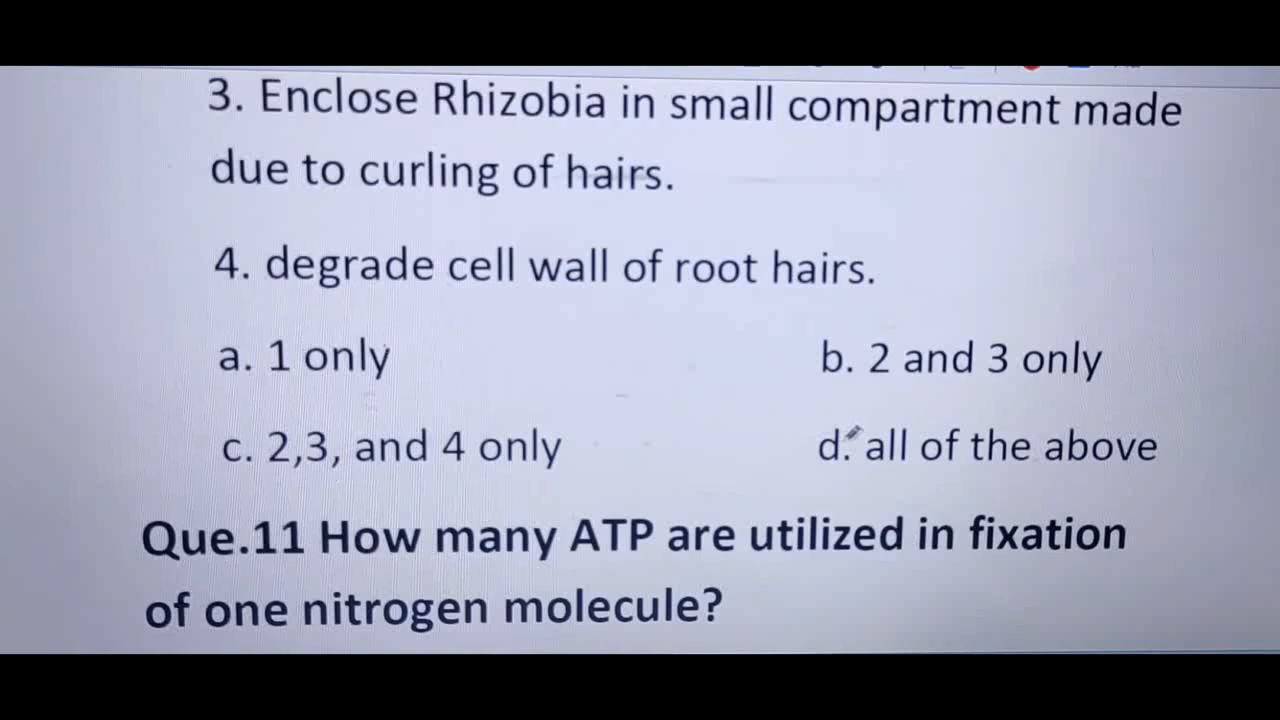 3. Enclose Rhizobia in small compartment made
due to curling of hairs.
4. degrade cell wall of root hairs.
a. 1 only
b. 2 and 3 only
c. 2,3, and 4 only
d. all of the above
Que.11 How many ATP are utilized in fixation
of one nitrogen molecule?